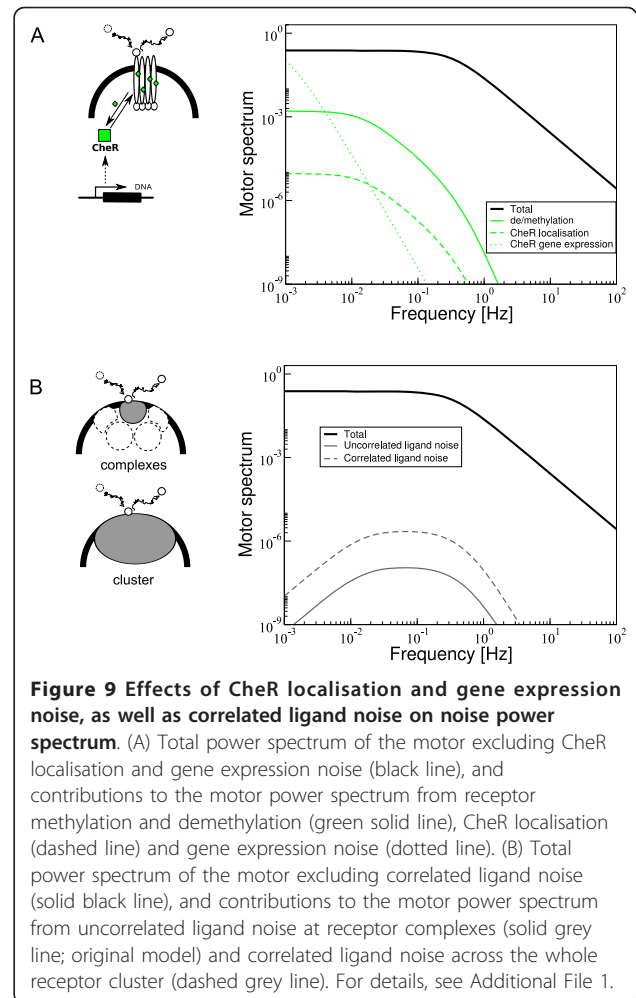 A
CheR
DNA
10^0
10^-3
10^-6
10^-9
Motor spectrum
Total
de/methylation
CheR localisation
CheR gene expression
10^-3 10^-2 10^-1 10^0 10^1 10^2
Frequency [Hz]
B
complexes
cluster
10^0
10^-3
10^-6
10^-9
Motor spectrum
Total
Uncorrelated ligand noise
Correlated ligand noise
10^-3 10^-2 10^-1 10^0 10^1 10^2
Frequency [Hz]
Figure 9 Effects of CheR localisation and gene expression
noise, as well as correlated ligand noise on noise power
spectrum. (A) Total power spectrum of the motor excluding CheR
localisation and gene expression noise (black line), and
contributions to the motor power spectrum from receptor
methylation and demethylation (green solid line), CheR localisation
(dashed line) and gene expression noise (dotted line). (B) Total
power spectrum of the motor excluding correlated ligand noise
(solid black line), and contributions to the motor power spectrum
from uncorrelated ligand noise at receptor complexes (solid grey
line; original model) and correlated ligand noise across the whole
receptor cluster (dashed grey line). For details, see Additional File 1.